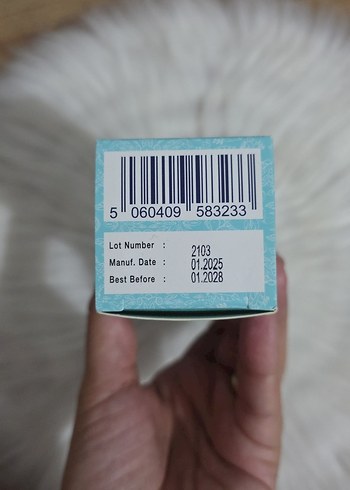 5 060409 583233
Lot Number : 2103
Manuf. Date : 01.2025
Best Before : 01.2028